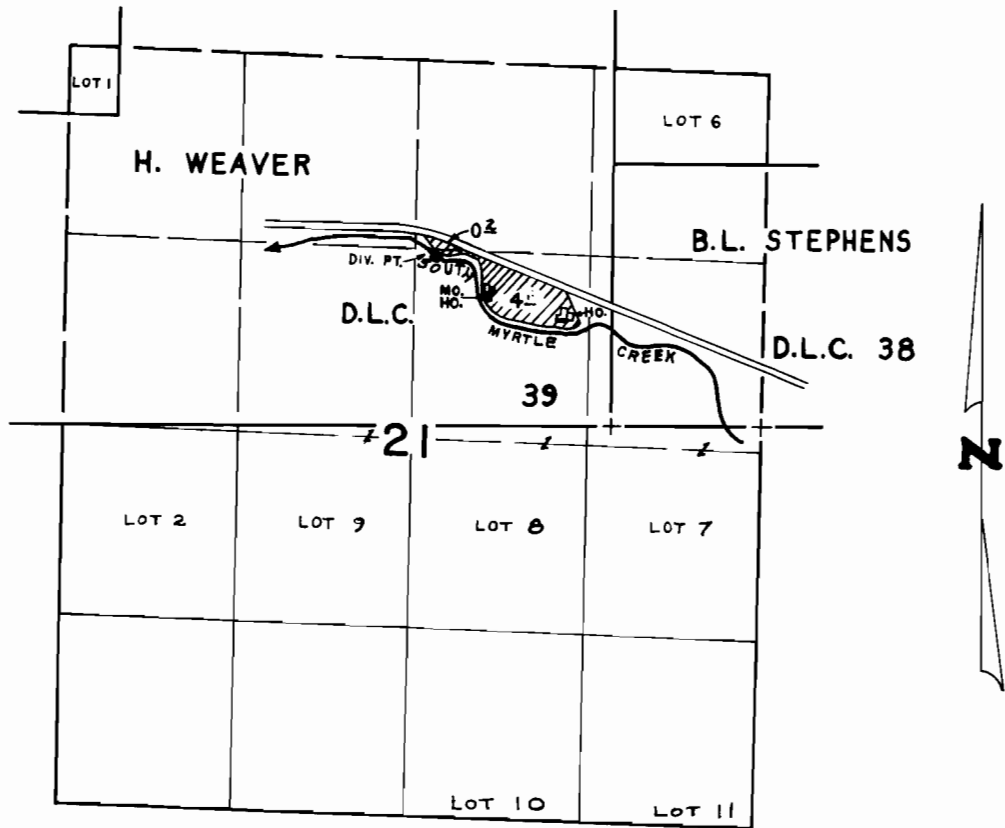 LOT 1
LOT 6
H. WEAVER
B.L. STEPHENS
0.2
DIV. PT.
SOUTH
MO. HO.
HO.
D.L.C.
MYRTLE
CREEK
D.L.C. 38
39
21
N
LOT 2
LOT 9
LOT 8
LOT 7
LOT 10
LOT 11